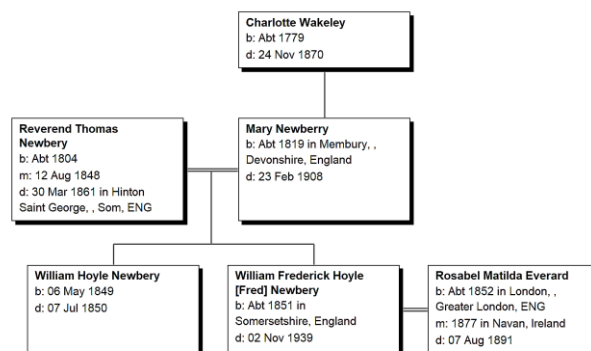 Charlotte Wakeley
b: Abt 1779
d: 24 Nov 1870
Reverend Thomas
Newbery
b: Abt 1804
m: 12 Aug 1848
d: 30 Mar 1861 in Hinton
Saint George, , Som, ENG
Mary Newberry
b: Abt 1819 in Membury, ,
Devonshire, England
d: 23 Feb 1908
William Hoyle Newbery
b: 06 May 1849
d: 07 Jul 1850
William Frederick Hoyle
[Fred] Newbery
b: Abt 1851 in
Somersetshire, England
d: 02 Nov 1939
Rosabel Matilda Everard
b: Abt 1852 in London, ,
Greater London, ENG
m: 1877 in Navan, Ireland
d: 07 Aug 1891